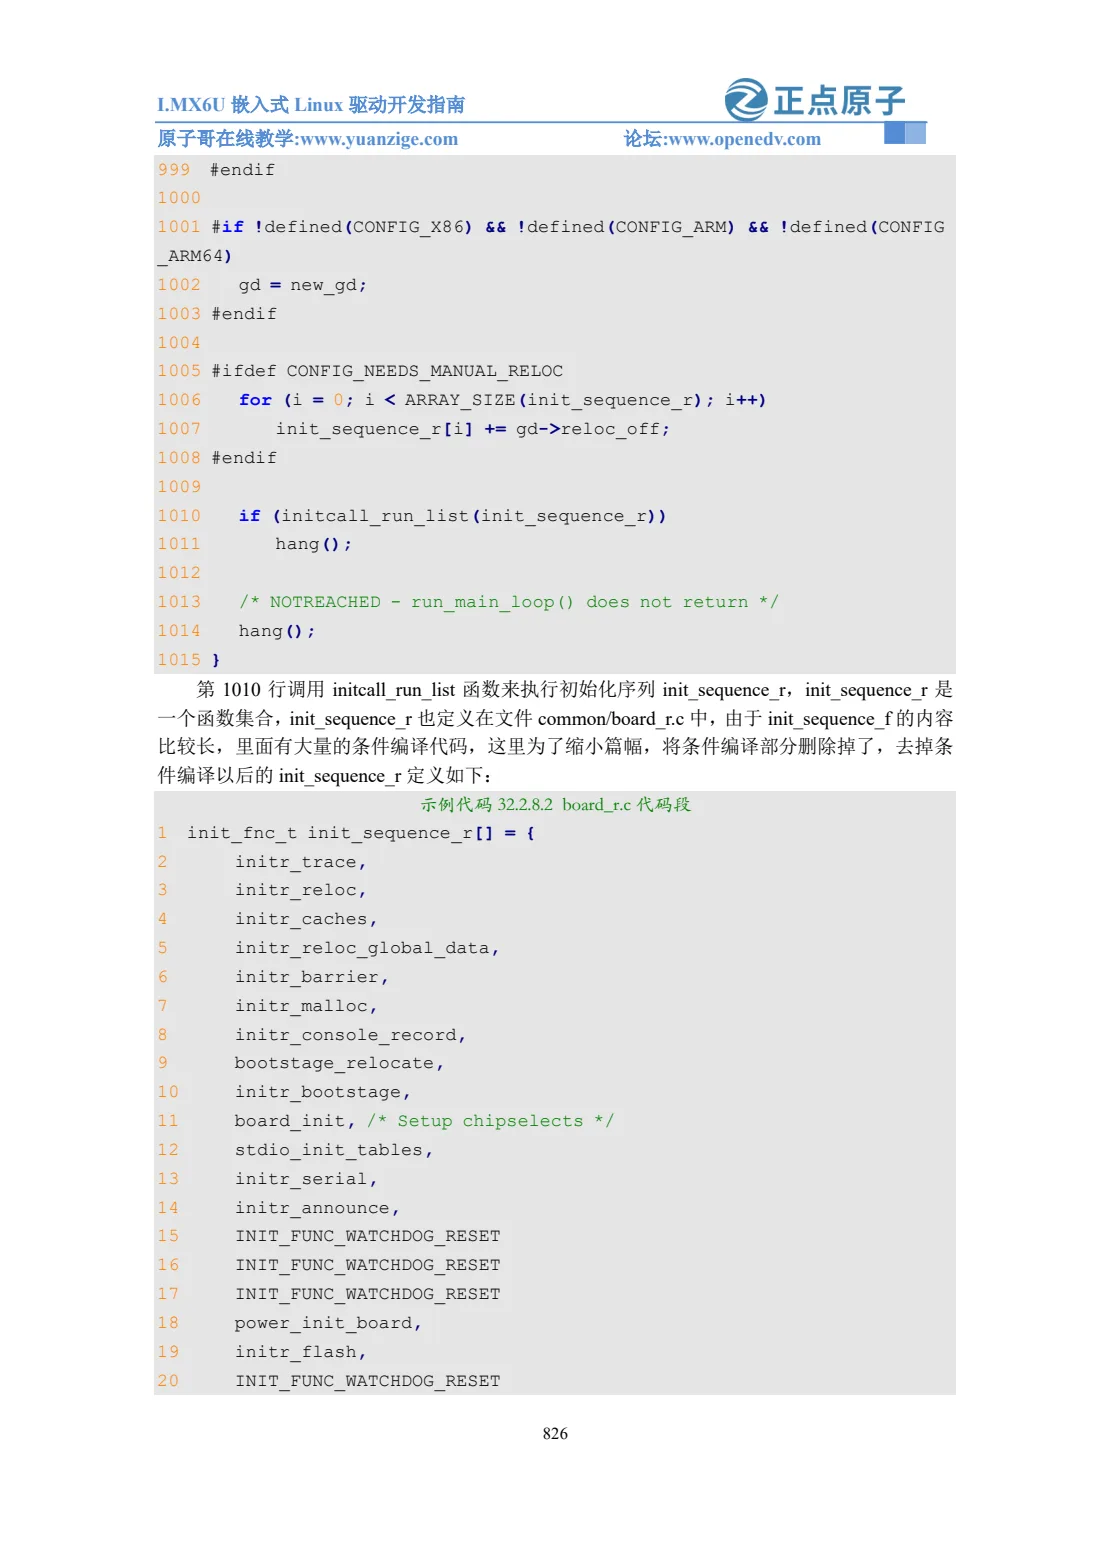 I.MX6U 嵌入式 Linux 驱动开发指南
正点原子
原子哥在线教学:www.yuanzige.com 论坛:www.openedv.com
999 #endif
1000
1001 #if !defined(CONFIG_X86) && !defined(CONFIG_ARM) && !defined(CONFIG
_ARM64)
1002 gd = new_gd;
1003 #endif
1004
1005 #ifdef CONFIG_NEEDS_MANUAL_RELOC
1006 for (i = 0; i < ARRAY_SIZE(init_sequence_r); i++)
1007 init_sequence_r[i] += gd->reloc_off;
1008 #endif
1009
1010 if (initcall_run_list(init_sequence_r))
1011 hang();
1012
1013 /* NOTREACHED - run_main_loop() does not return */
1014 hang();
1015 }
第 1010 行调用 initcall_run_list 函数来执行初始化序列 init_sequence_r，init_sequence_r 是
一个函数集合，init_sequence_r 也定义在文件 common/board_r.c 中，由于 init_sequence_f 的内容
比较长，里面有大量的条件编译代码，这里为了缩小篇幅，将条件编译部分删除掉了，去掉条
件编译以后的 init_sequence_r 定义如下：
示例代码 32.2.8.2 board_r.c 代码段
1 init_fnc_t init_sequence_r[] = {
2 initr_trace,
3 initr_reloc,
4 initr_caches,
5 initr_reloc_global_data,
6 initr_barrier,
7 initr_malloc,
8 initr_console_record,
9 bootstage_relocate,
10 initr_bootstage,
11 board_init, /* Setup chipselects */
12 stdio_init_tables,
13 initr_serial,
14 initr_announce,
15 INIT_FUNC_WATCHDOG_RESET
16 INIT_FUNC_WATCHDOG_RESET
17 INIT_FUNC_WATCHDOG_RESET
18 power_init_board,
19 initr_flash,
20 INIT_FUNC_WATCHDOG_RESET
826